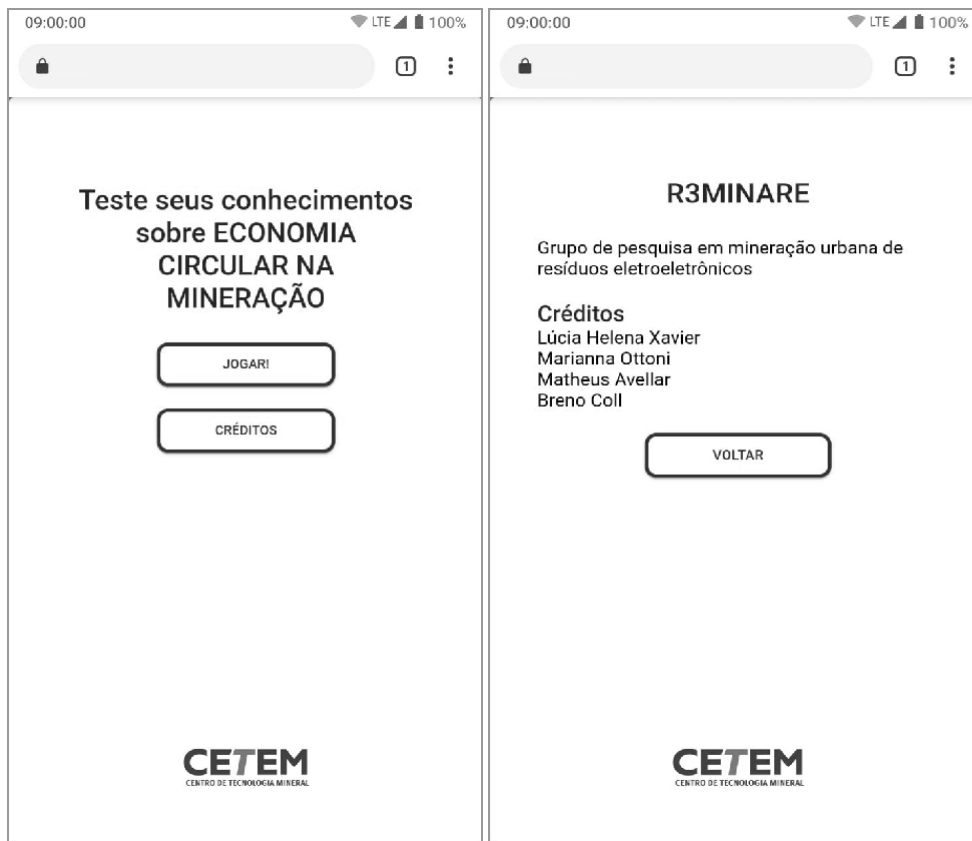 09:00:00 LTE 100%
1
Teste seus conhecimentos
sobre ECONOMIA
CIRCULAR NA
MINERAÇÃO
JOGAR!
CRÉDITOS
CETEM
CENTRO DE TECNOLOGIA MINERAL
09:00:00 LTE 100%
1
R3MINARE
Grupo de pesquisa em mineração urbana de
resíduos eletroeletrônicos
Créditos
Lúcia Helena Xavier
Marianna Ottoni
Matheus Avellar
Breno Coll
VOLTAR
CETEM
CENTRO DE TECNOLOGIA MINERAL